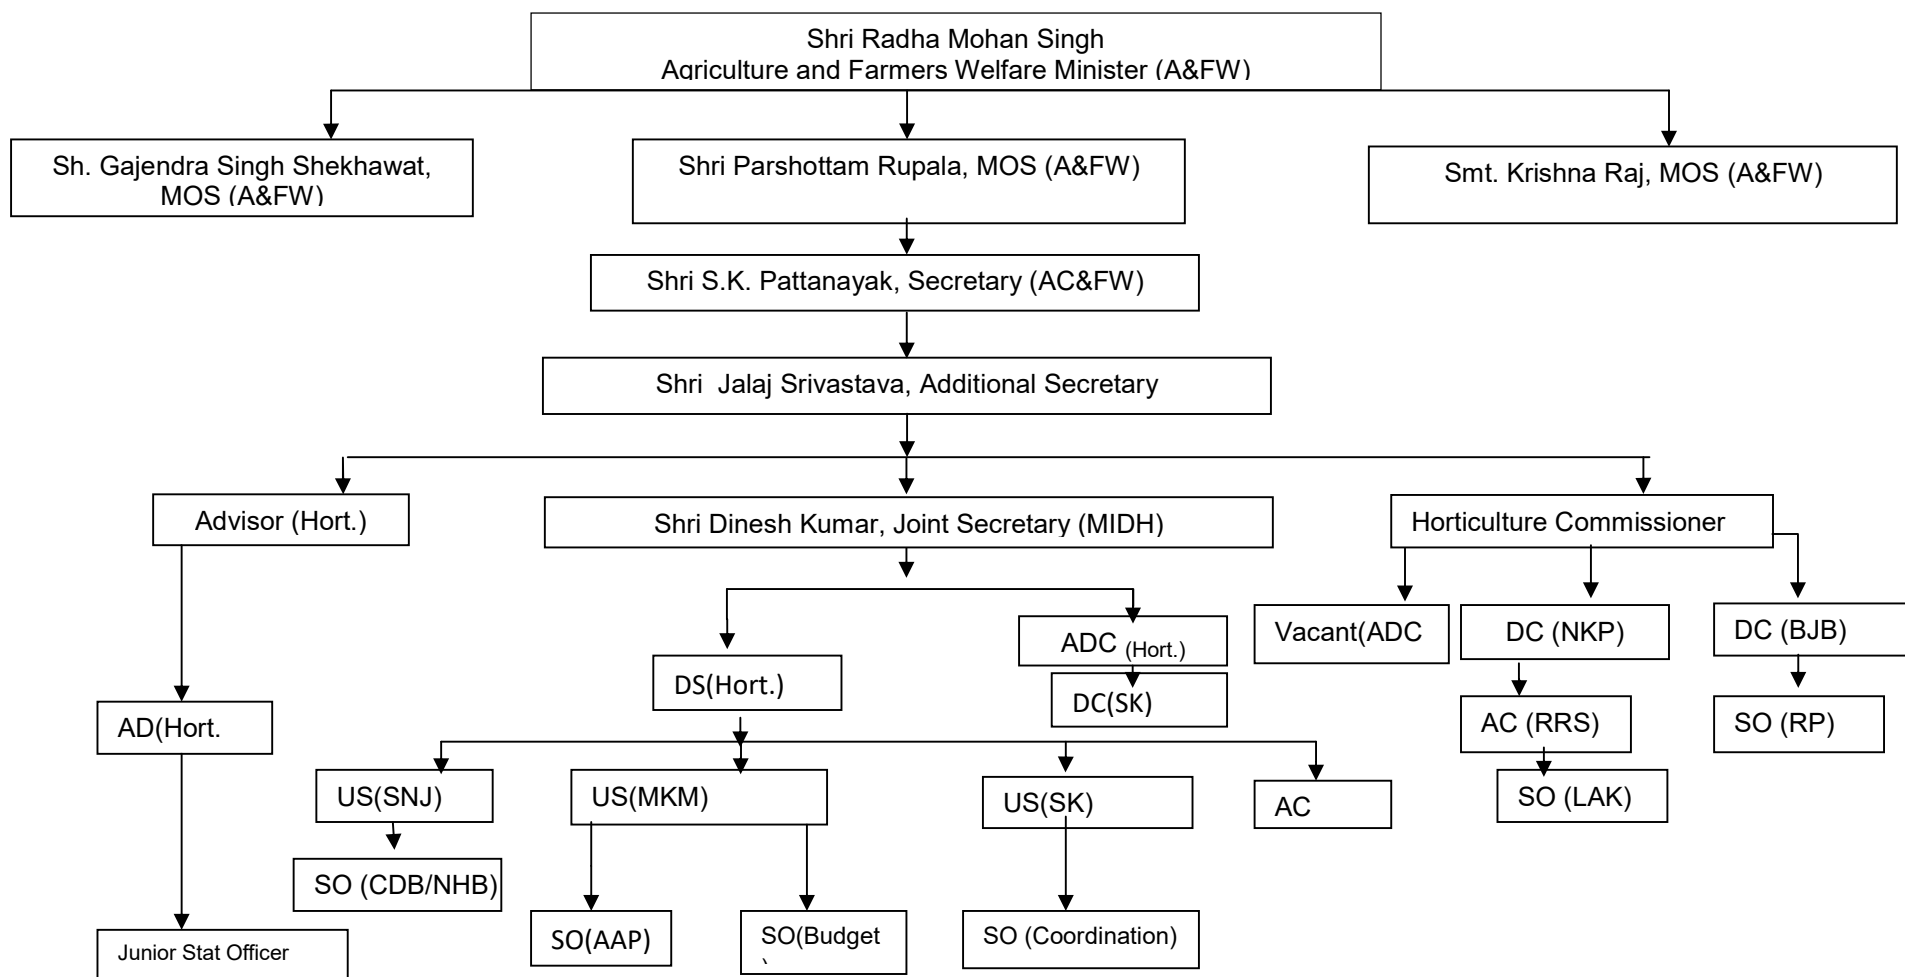 Shri Radha Mohan Singh
Agriculture and Farmers Welfare Minister (A&FW)
Sh. Gajendra Singh Shekhawat,
MOS (A&FW)
Shri Parshottam Rupala, MOS (A&FW)
Smt. Krishna Raj, MOS (A&FW)
Shri S.K. Pattanayak, Secretary (AC&FW)
Shri Jalaj Srivastava, Additional Secretary
Advisor (Hort.)
Shri Dinesh Kumar, Joint Secretary (MIDH)
Horticulture Commissioner
Vacant(ADC
DC (NKP)
DC (BJB)
ADC (Hort.)
DS(Hort.)
DC(SK)
AD(Hort.
AC (RRS)
SO (RP)
US(SNJ)
US(MKM)
US(SK)
AC
SO (LAK)
SO (CDB/NHB)
SO(AAP)
SO(Budget
)
SO (Coordination)
Junior Stat Officer